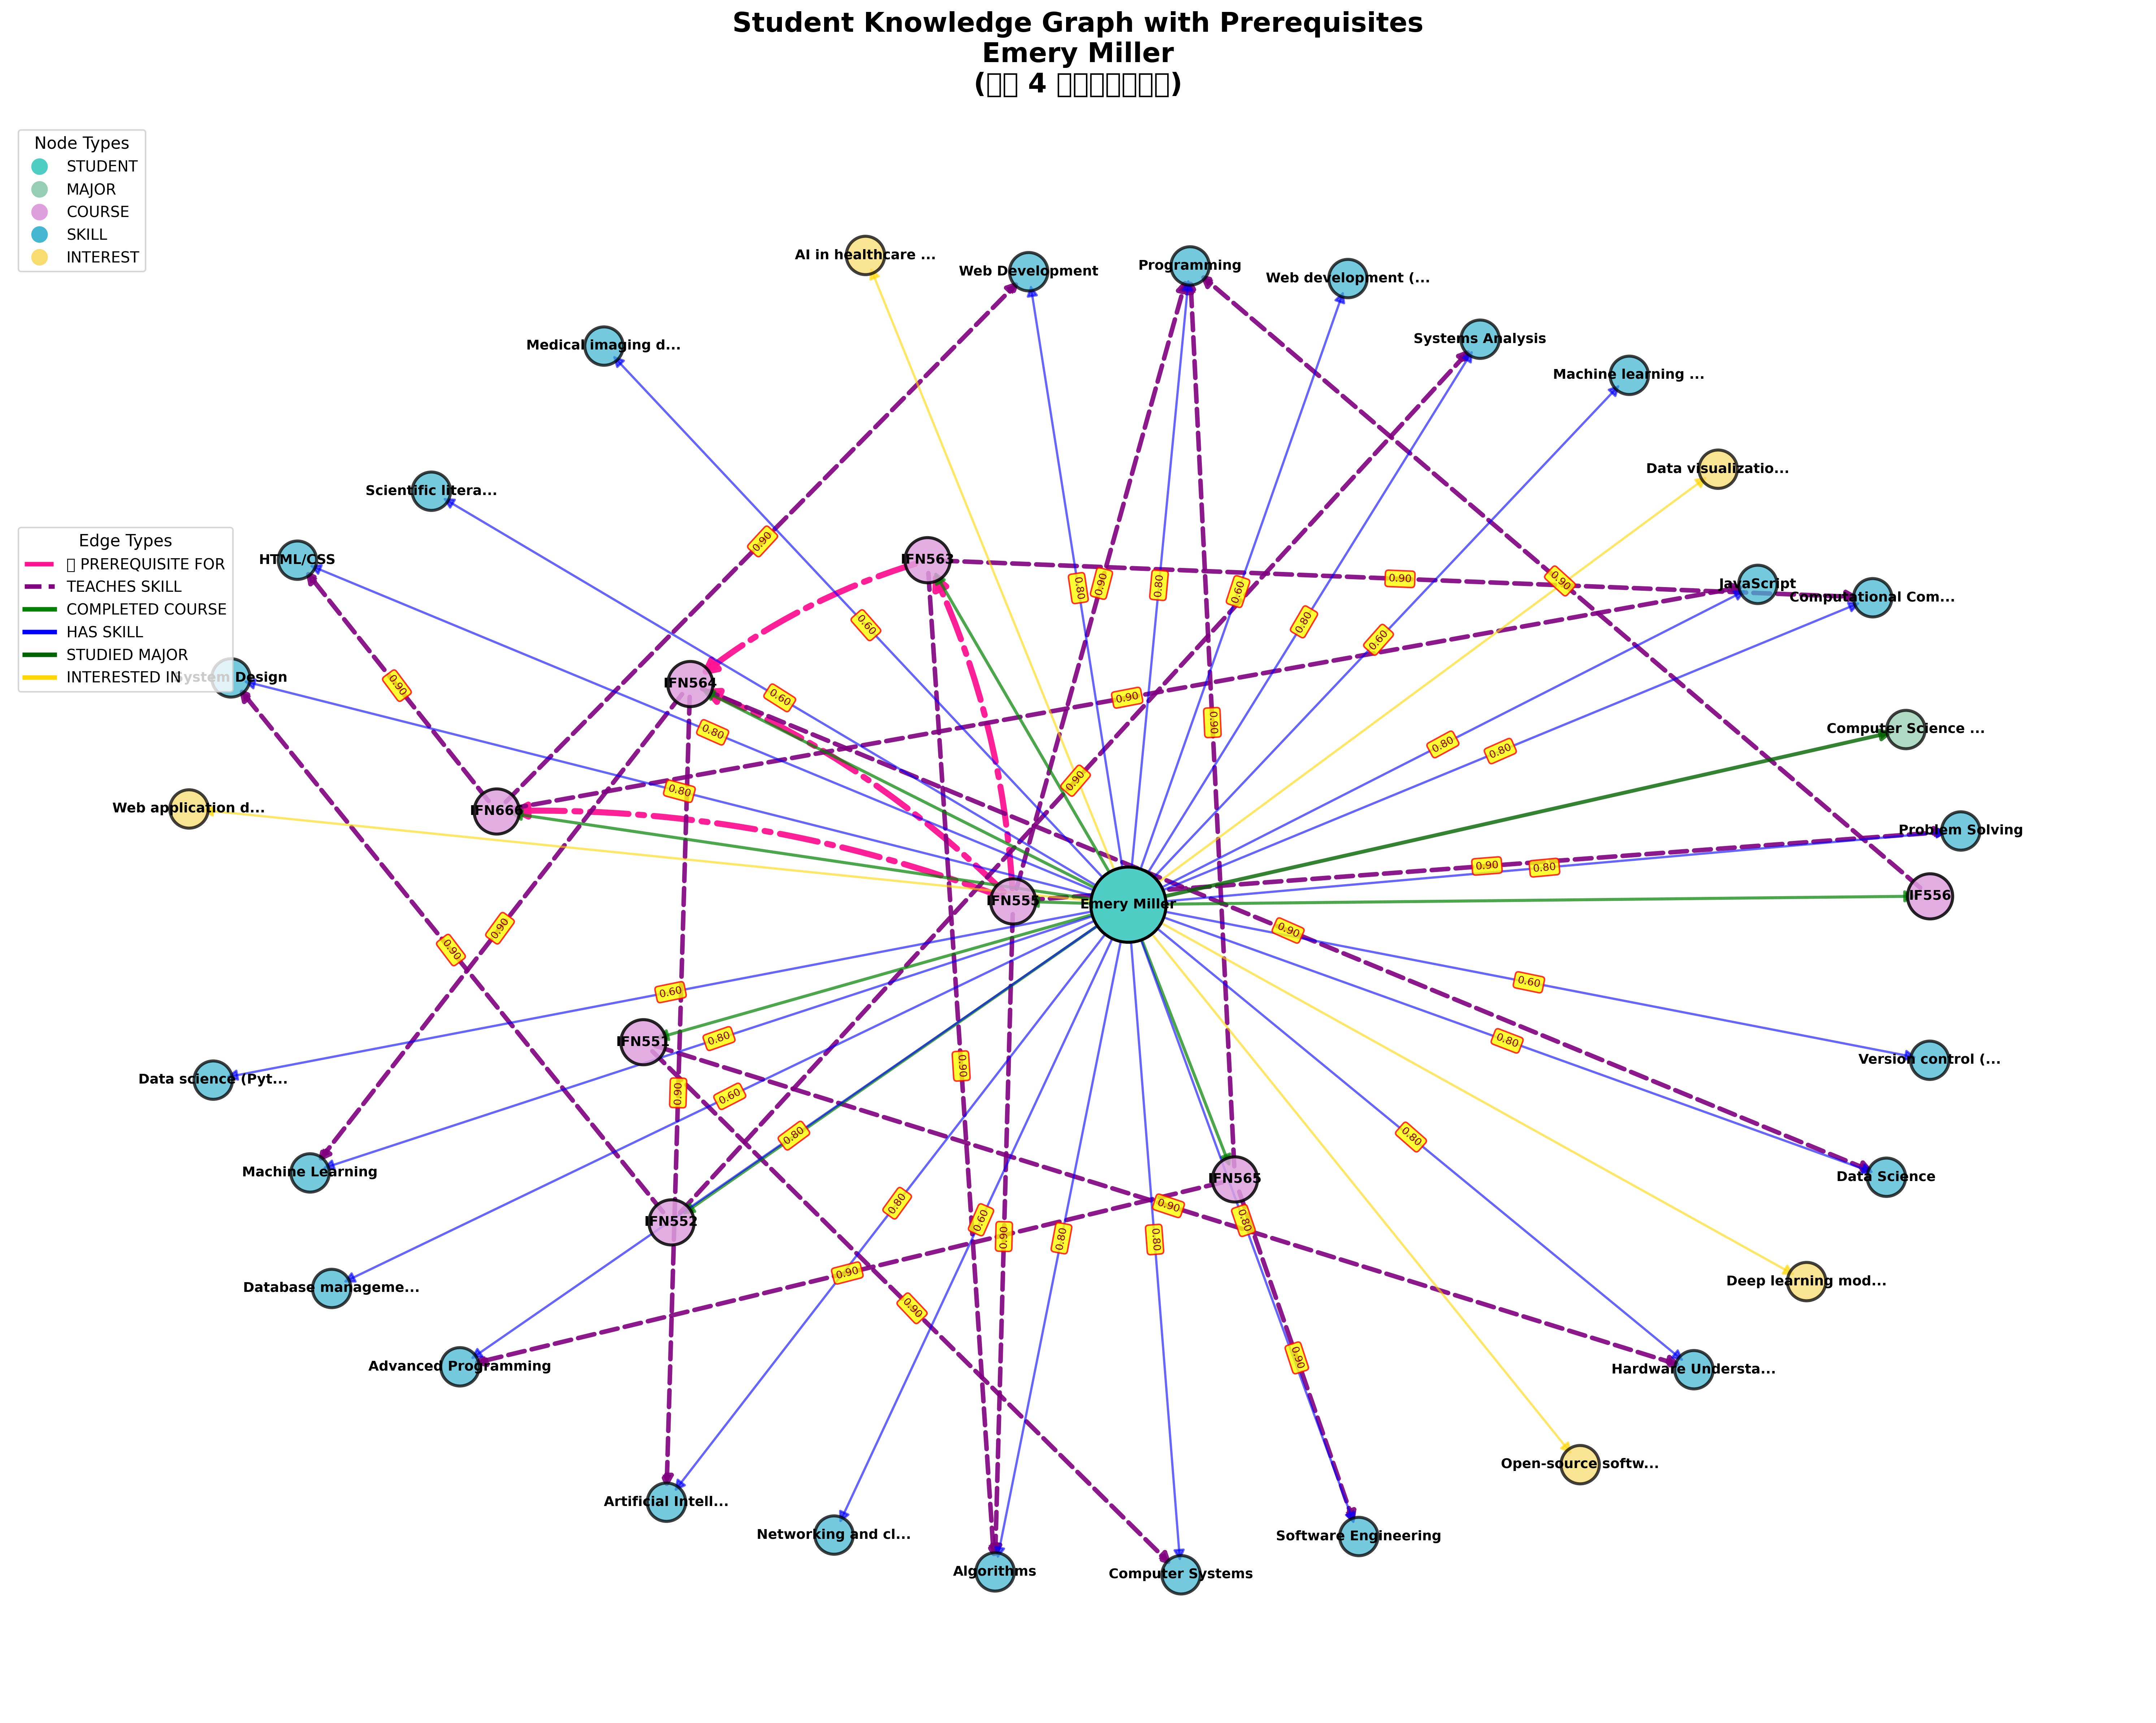 Student Knowledge Graph with Prerequisites
Emery Miller
(□□ 4 □□□□□□□)
Node Types
STUDENT
MAJOR
COURSE
SKILL
INTEREST
AI in healthcare ...
Web Development
Programming
Web development (...
Systems Analysis
Medical imaging d...
Machine learning ...
Data visualizatio...
Scientific litera...
Edge Types
□ PREREQUISITE FOR
TEACHES SKILL
COMPLETED COURSE
HAS SKILL
STUDIED MAJOR
INTERESTED IN
HTML/CSS
IFN563
JavaScript
Computational Com...
System Design
IFN564
Computer Science ...
Web application d...
IFN666
Problem Solving
IFN555
Emery Miller
IIF556
IFN551
Version control (...
Data science (Pyt...
Machine Learning
IFN565
Data Science
IFN552
Database manageme...
Deep learning mod...
Advanced Programming
Hardware Understa...
Open-source softw...
Artificial Intell...
Networking and cl...
Software Engineering
Algorithms
Computer Systems
0.90
0.80
0.90
0.80
0.60
0.80
0.60
0.90
0.90
0.60
0.90
0.60
0.80
0.90
0.90
0.80
0.80
0.90
0.80
0.90
0.90
0.80
0.90
0.90
0.90
0.60
0.60
0.80
0.80
0.90
0.90
0.60
0.80
0.80
0.80
0.90
0.60
0.90
0.80
0.80
0.80
0.90
0.90
0.90